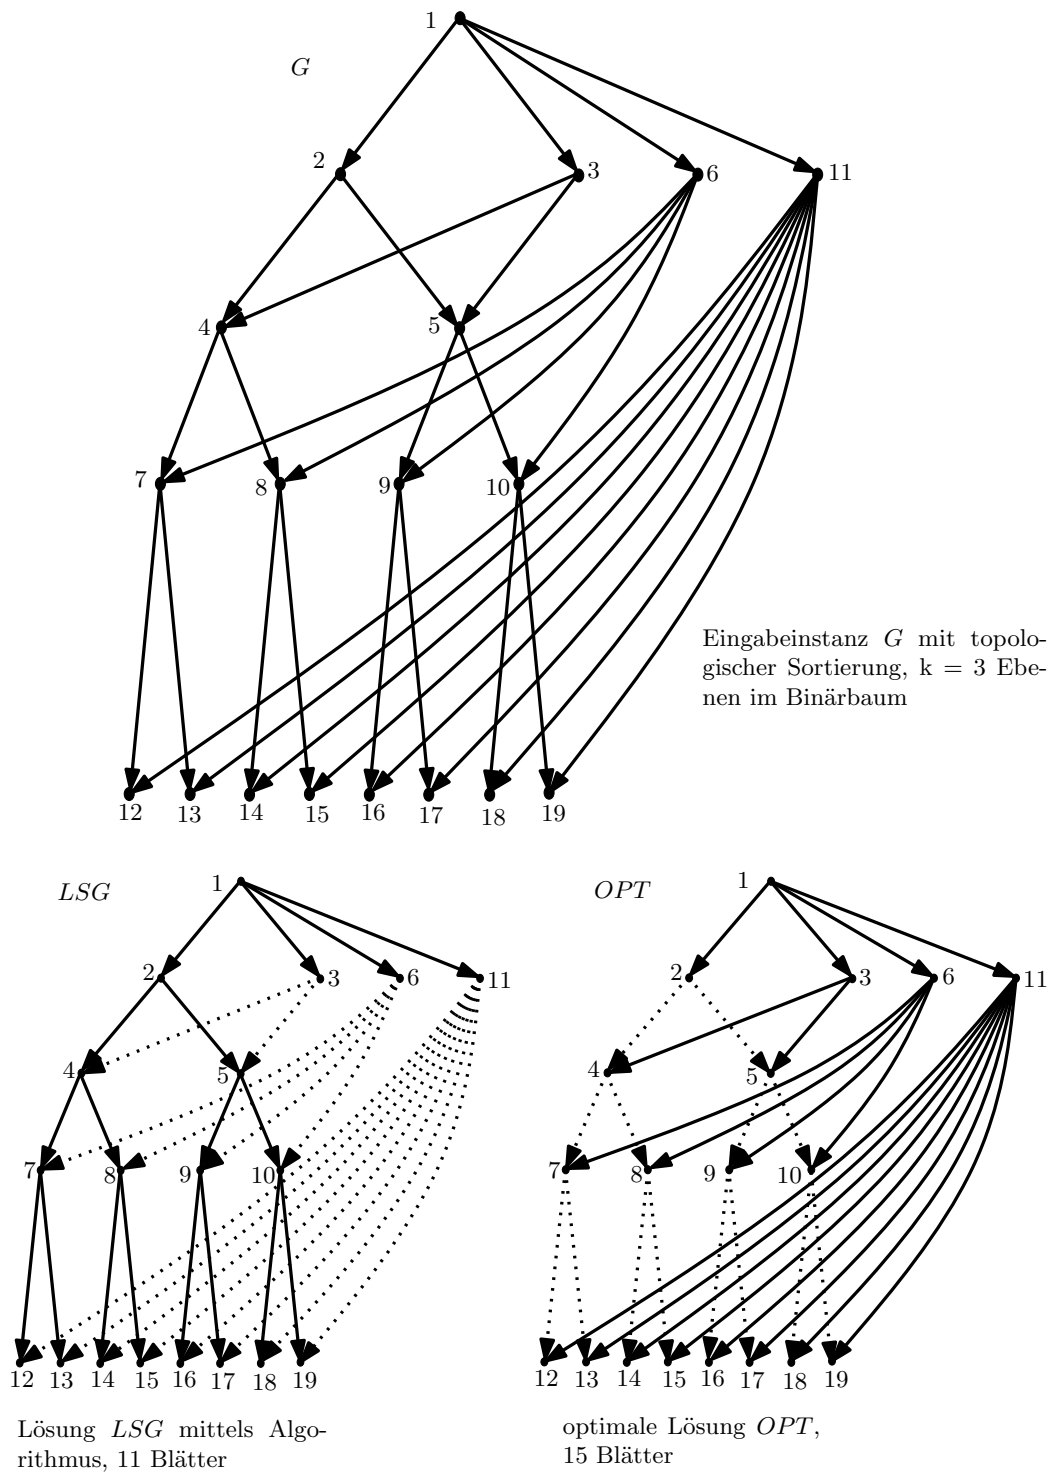 1
G
2
3
6
11
4
5
7
8
9
10
Eingabeinstanz G mit topolo-
gischer Sortierung, k = 3 Ebe-
nen im Binärbaum
12 13 14 15 16 17 18 19
LSG
1
2
3
6
11
4
5
7
8
9
10
12 13 14 15 16 17 18 19
Lösung LSG mittels Algo-
rithmus, 11 Blätter
OPT
1
2
3
6
11
4
5
7
8
9
10
12 13 14 15 16 17 18 19
optimale Lösung OPT,
15 Blätter